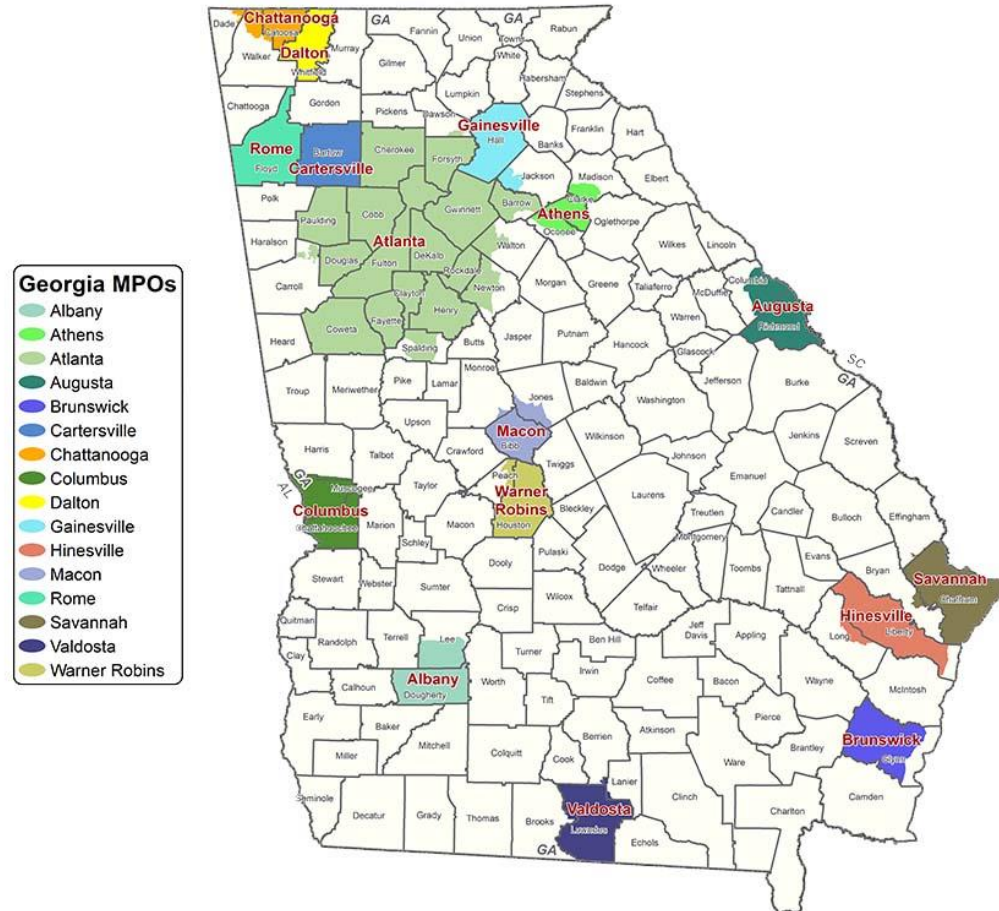 Chattanooga
GA
GA
Dade
Catoosa
Fannin
Union
Towns
Rabun
Dalton
Murray
Walker
Whitfield
Gilmer
White
Habersham
Lumpkin
Stephens
Chattooga
Gordon
Pickens
Dawson
Gainesville
Franklin
Hart
Hall
Banks
Rome
Bartow
Cherokee
Forsyth
Floyd
Cartersville
Jackson
Madison
Elbert
Polk
Clarke
Barrow
Gwinnett
Athens
Paulding
Cobb
Oglethorpe
Oconee
Haralson
Atlanta
Walton
Wilkes
Lincoln
DeKalb
Douglas
Fulton
Rockdale
Carroll
Newton
Morgan
Greene
Taliaferro
Columbia
McDuffie
Clayton
Henry
Augusta
Fayette
Warren
Richmond
Coweta
Heard
Spalding
Butts
Jasper
Putnam
Hancock
Glascock
SC
GA
Troup
Meriwether
Pike
Lamar
Monroe
Baldwin
Jefferson
Burke
Jones
Washington
Upson
Macon
Bibb
Wilkinson
Jenkins
Screven
Harris
Talbot
Crawford
Johnson
Twiggs
Emanuel
GA
AL
Muscogee
Taylor
Peach
Warner
Robins
Laurens
Columbus
Houston
Bleckley
Treutlen
Candler
Bulloch
Effingham
Chattahoochee
Marion
Macon
Schley
Montgomery
Pulaski
Evans
Dooly
Dodge
Wheeler
Toombs
Bryan
Savannah
Stewart
Webster
Sumter
Tattnall
Chatham
Crisp
Wilcox
Telfair
Hinesville
Quitman
Randolph
Terrell
Lee
Ben Hill
Jeff
Davis
Appling
Long
Liberty
Clay
Turner
Irwin
Albany
Dougherty
Calhoun
Worth
Tift
Coffee
Bacon
Wayne
McIntosh
Early
Baker
Mitchell
Pierce
Berrien
Atkinson
Brunswick
Glynn
Miller
Colquitt
Cook
Ware
Brantley
Lanier
Seminole
Decatur
Grady
Thomas
Brooks
Valdosta
Lowndes
Clinch
Charlton
Camden
Echols
GA
Georgia MPOs
Albany
Athens
Atlanta
Augusta
Brunswick
Cartersville
Chattanooga
Columbus
Dalton
Gainesville
Hinesville
Macon
Rome
Savannah
Valdosta
Warner Robins